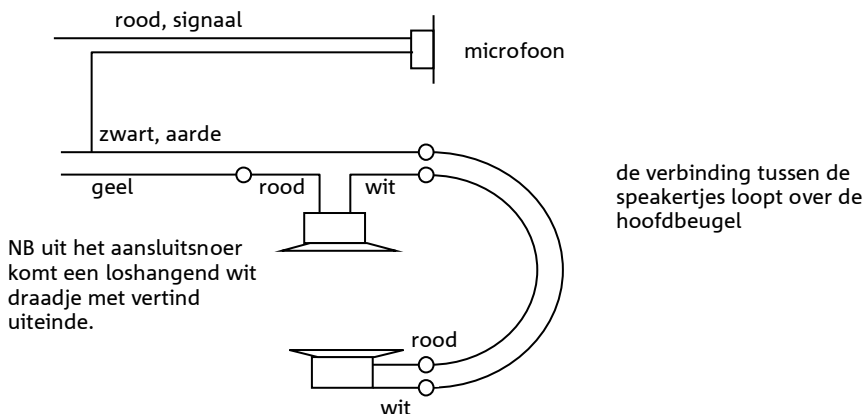 rood, signaal
microfoon
zwart, aarde
geel
rood
wit
de verbinding tussen de
speakertjes loopt over de
hoofdbeugel
NB uit het aansluitsnoer
komt een loshangend wit
draadje met vertind
uiteinde.
rood
wit